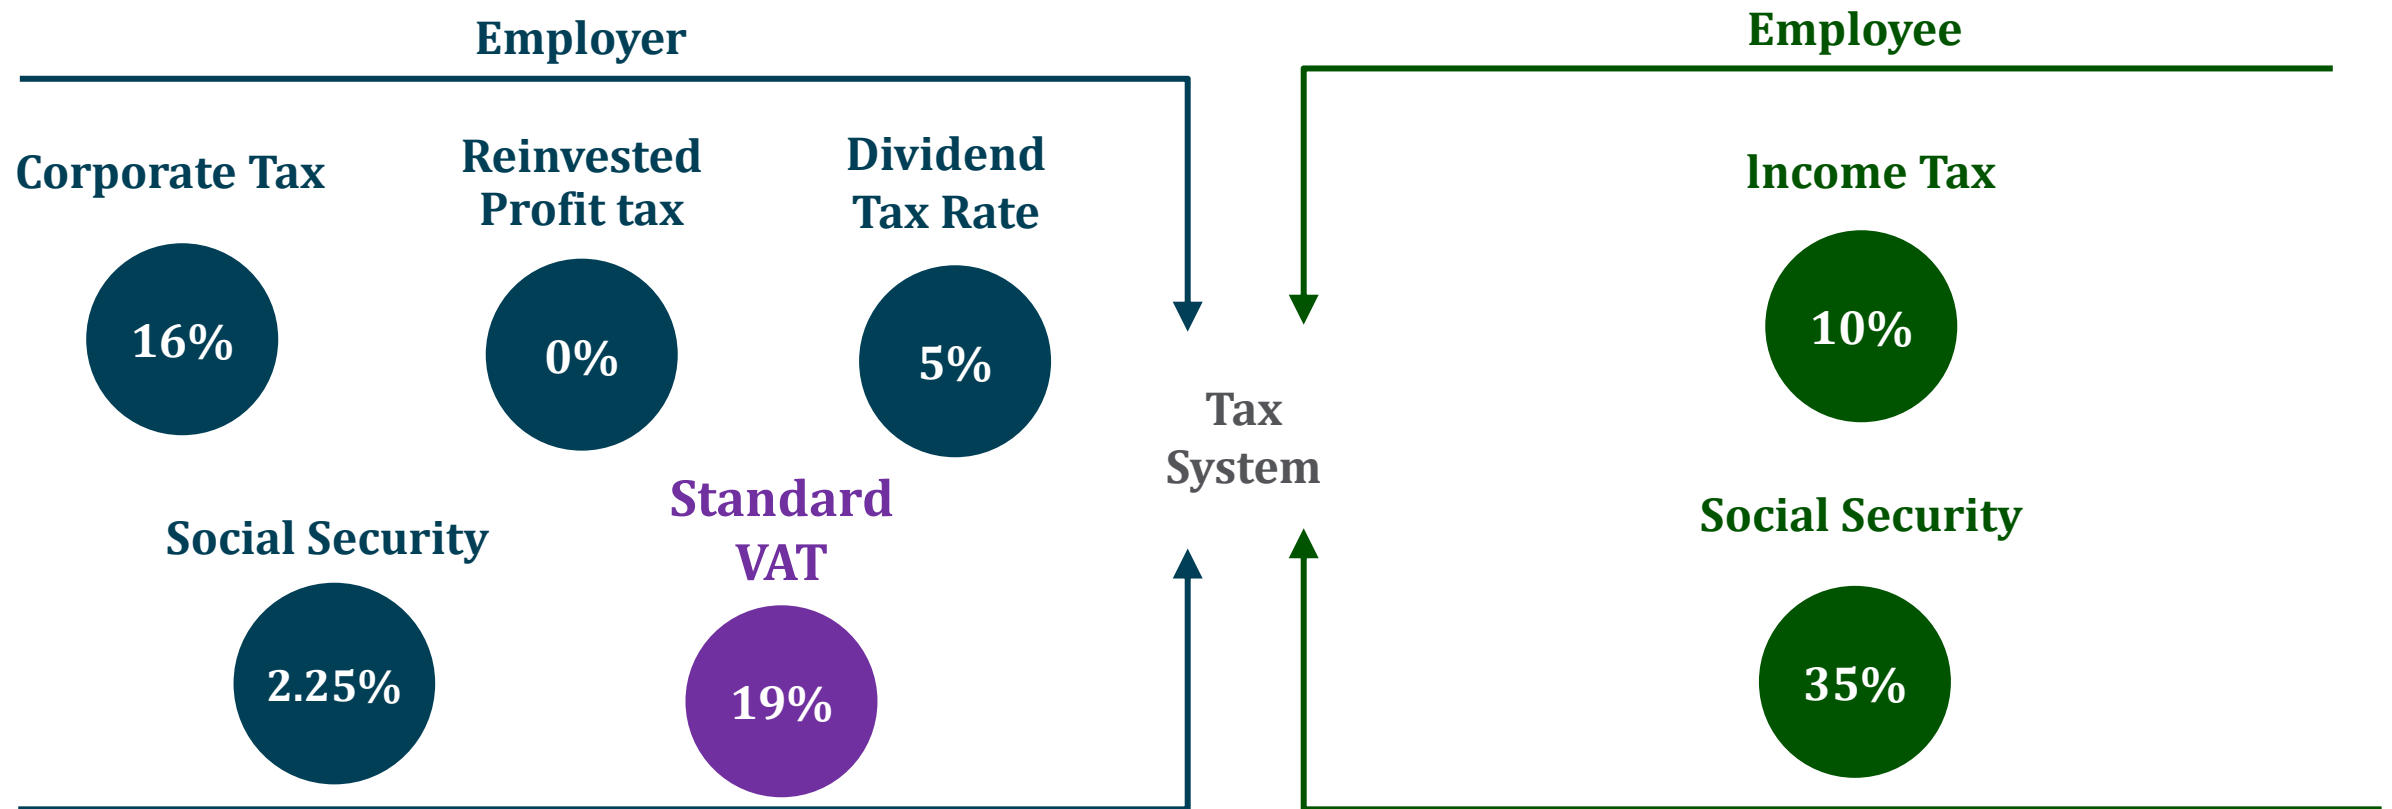 Employer
Employee
Corporate Tax
Reinvested
Profit tax
Dividend
Tax Rate
Income Tax
16%
0%
5%
10%
Tax
System
Social Security
Standard
VAT
Social Security
2.25%
19%
35%